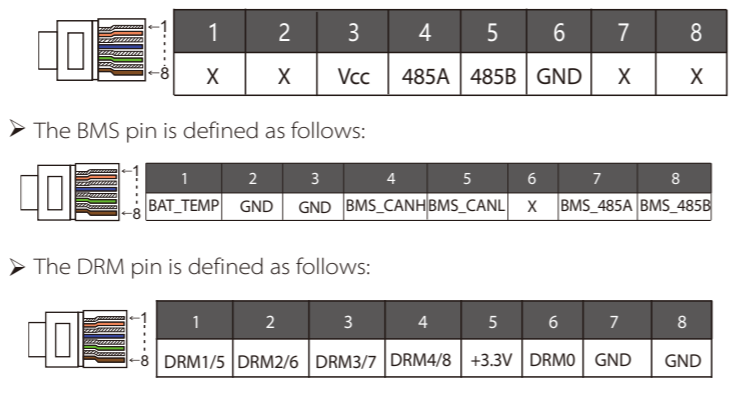 ←1
1 2 3 4 5 6 7 8
←8
X X Vcc 485A 485B GND X X
➢ The BMS pin is defined as follows:
←1
1 2 3 4 5 6 7 8
←8
BAT_TEMP GND GND BMS_CANH BMS_CANL X BMS_485A BMS_485B
➢ The DRM pin is defined as follows:
←1
1 2 3 4 5 6 7 8
←8
DRM1/5 DRM2/6 DRM3/7 DRM4/8 +3.3V DRM0 GND GND